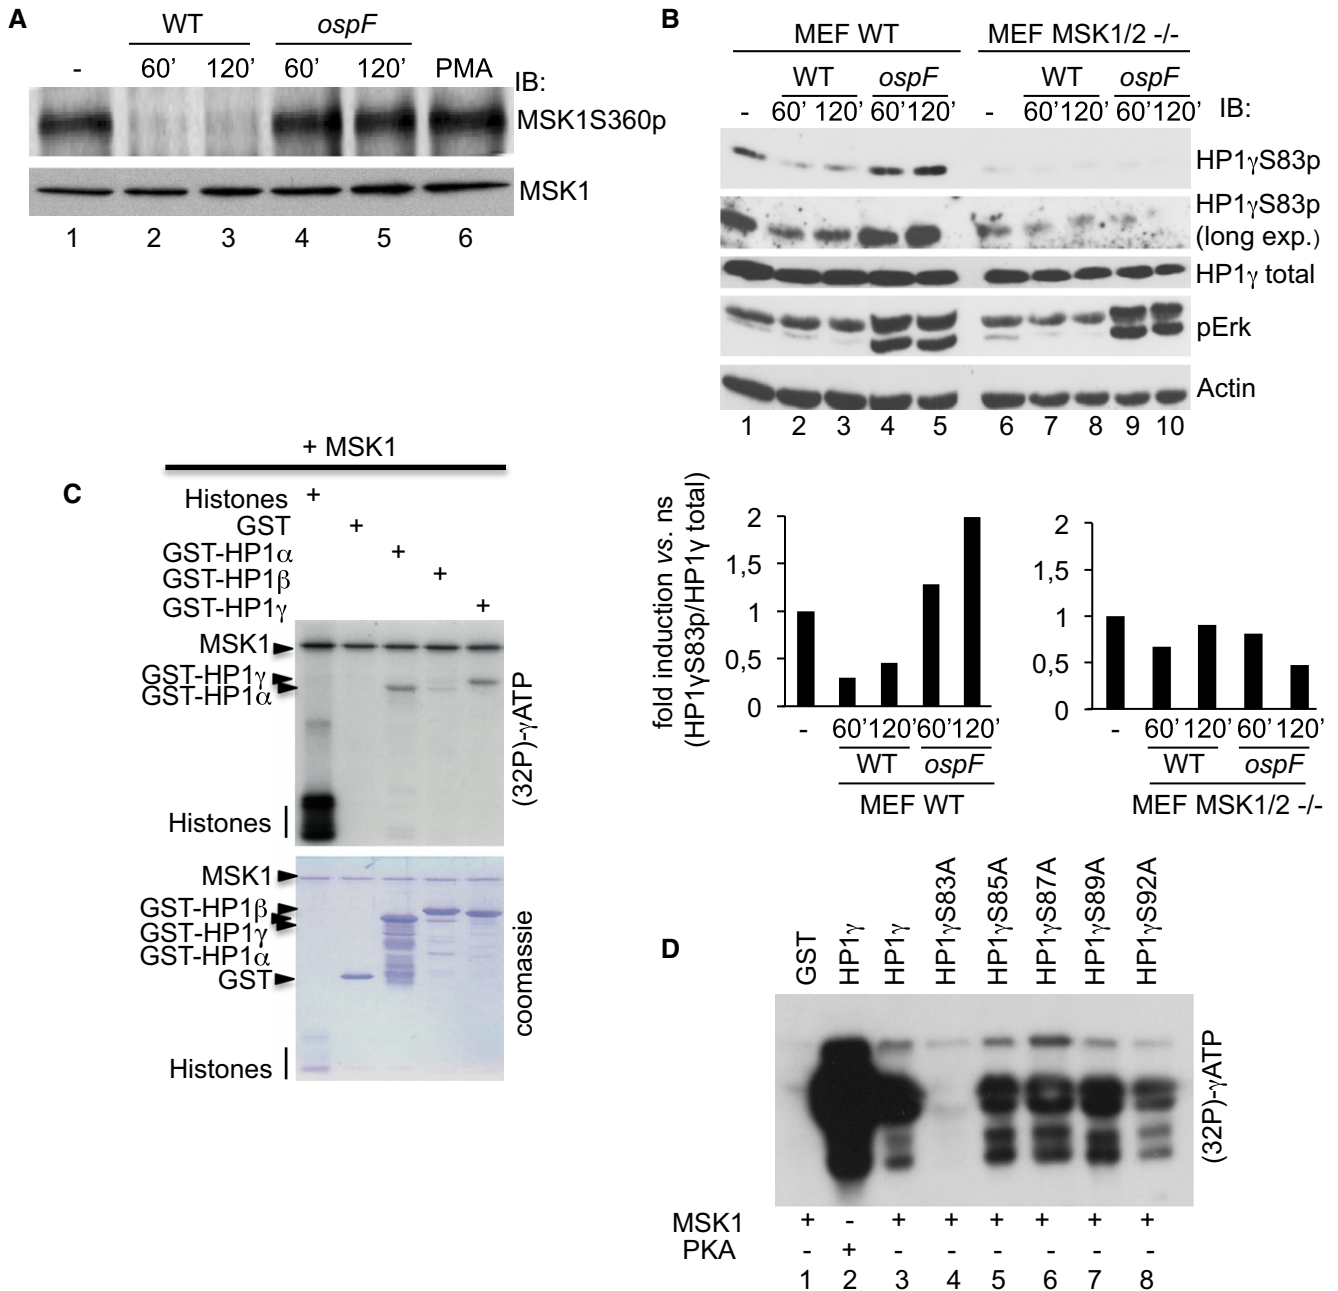 A
WT
ospF
- 60’ 120’ 60’ 120’ PMA
IB:
MSK1S360p
MSK1
1 2 3 4 5 6
B
MEF WT
MEF MSK1/2 -/-
WT
ospF
WT
ospF
- 60’ 120’ 60’ 120’ - 60’ 120’ 60’ 120’ IB:
HP1γS83p
HP1γS83p
(long exp.)
HP1γ total
pErk
Actin
1 2 3 4 5 6 7 8 9 10
fold induction vs. ns
(HP1γS83p/HP1γ total)
2
1,5
1
0,5
0
- 60’ 120’ 60’ 120’
WT
ospF
MEF WT
2
1,5
1
0,5
0
- 60’ 120’ 60’ 120’
WT
ospF
MEF MSK1/2 -/-
C
+ MSK1
Histones +
GST +
GST-HP1α +
GST-HP1β +
GST-HP1γ +
MSK1
GST-HP1γ
GST-HP1α
Histones
(32P)-γATP
MSK1
GST-HP1β
GST-HP1γ
GST-HP1α
GST
Histones
coomassie
D
GST
HP1γ
HP1γ
HP1γS83A
HP1γS85A
HP1γS87A
HP1γS89A
HP1γS92A
(32P)-γATP
MSK1 + - + + + + + +
PKA - + - - - - - -
1 2 3 4 5 6 7 8